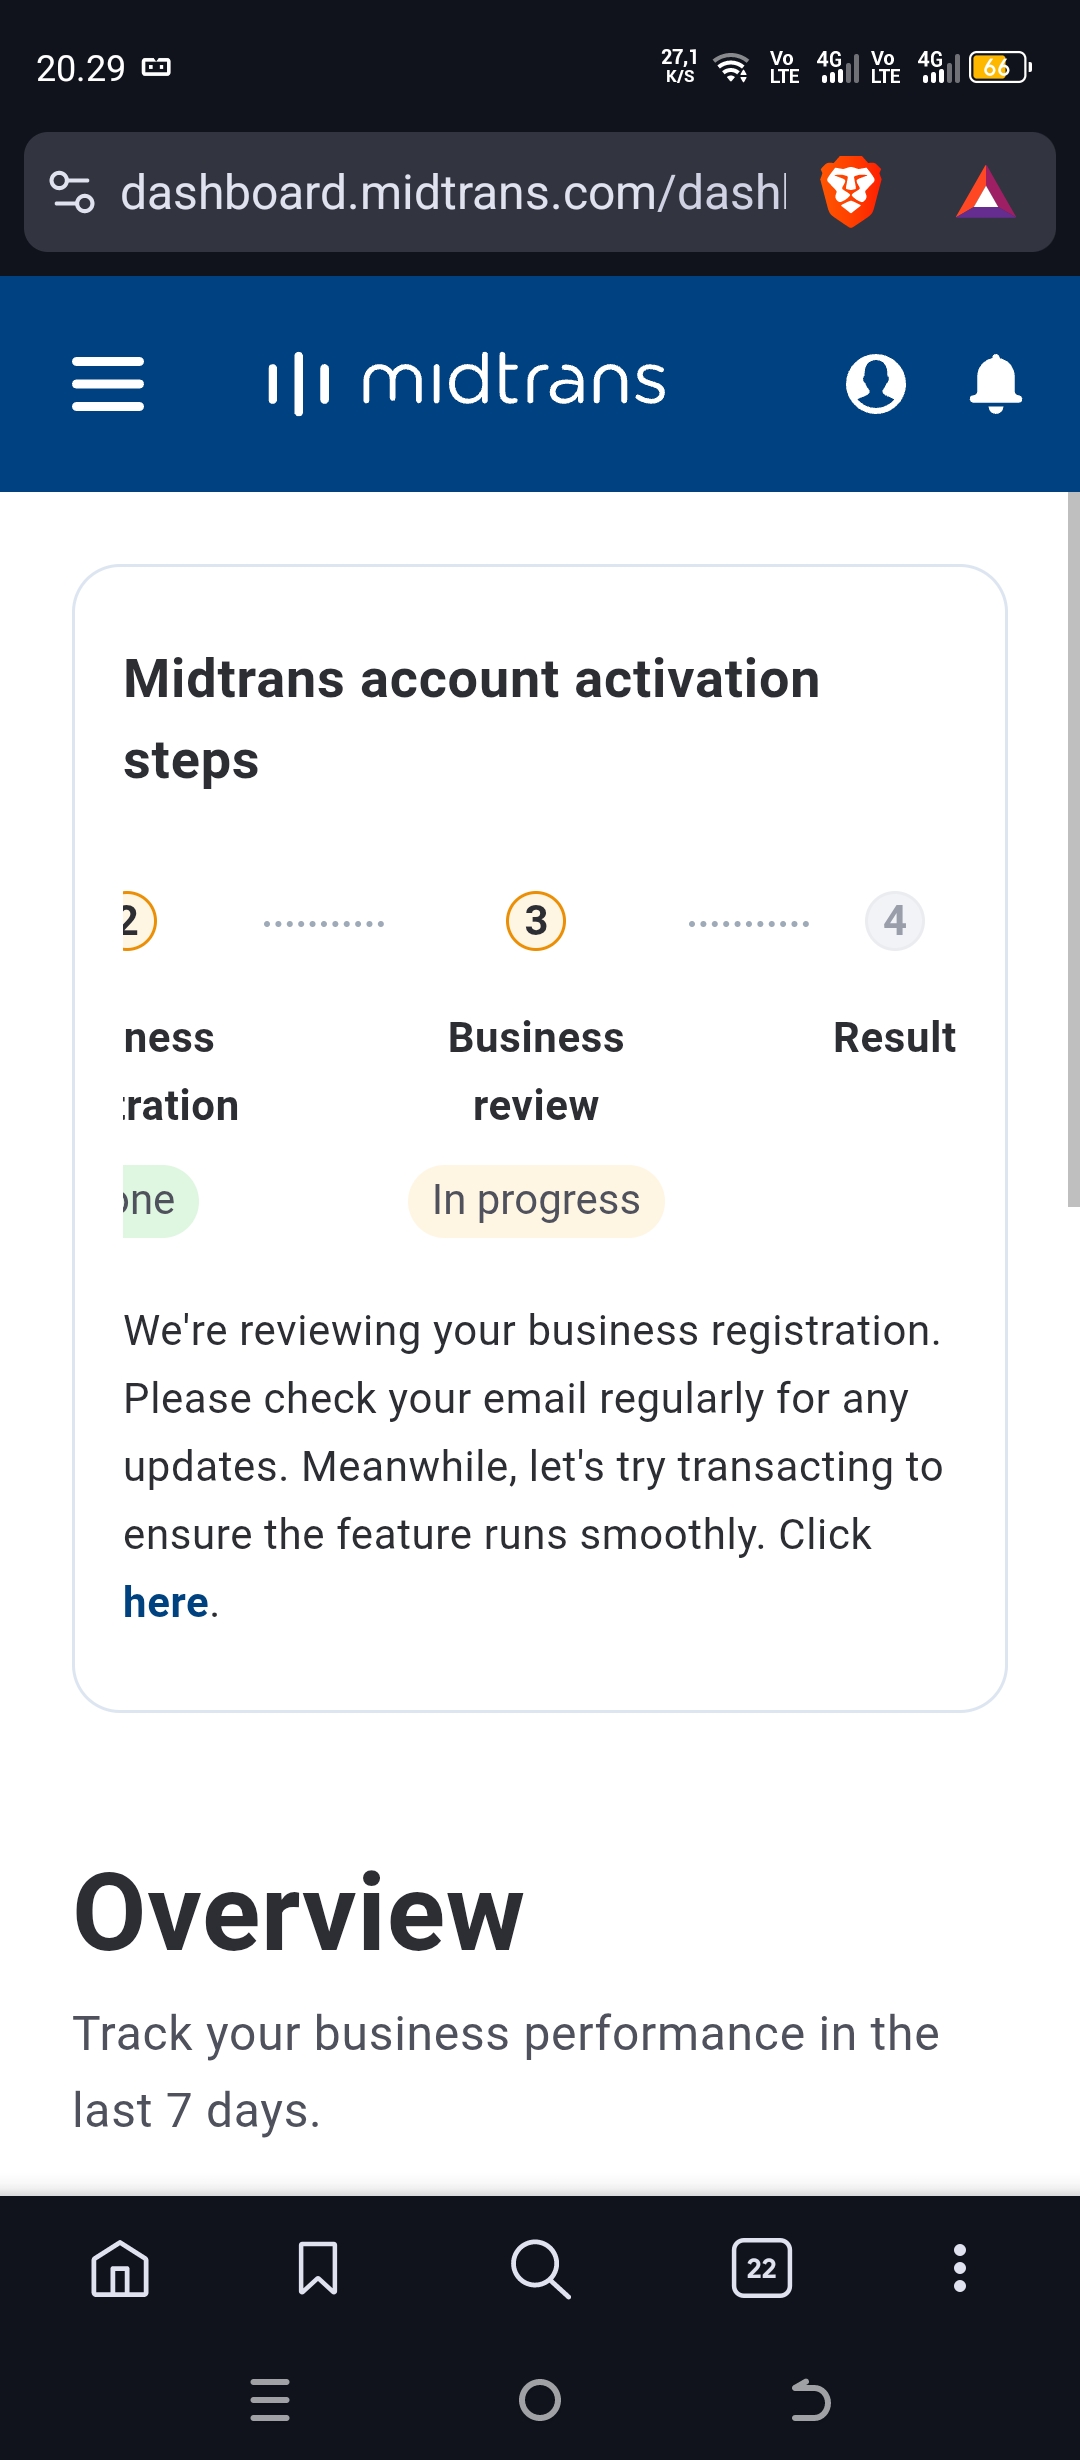 20.29
27,1 K/S Vo LTE 4G Vo LTE 4G 66
dashboard.midtrans.com/dash
midtrans
Midtrans account activation
steps
2 3 4
ness Business Result
ration review
one In progress
We're reviewing your business registration.
Please check your email regularly for any
updates. Meanwhile, let's try transacting to
ensure the feature runs smoothly. Click
here.
Overview
Track your business performance in the
last 7 days.
22